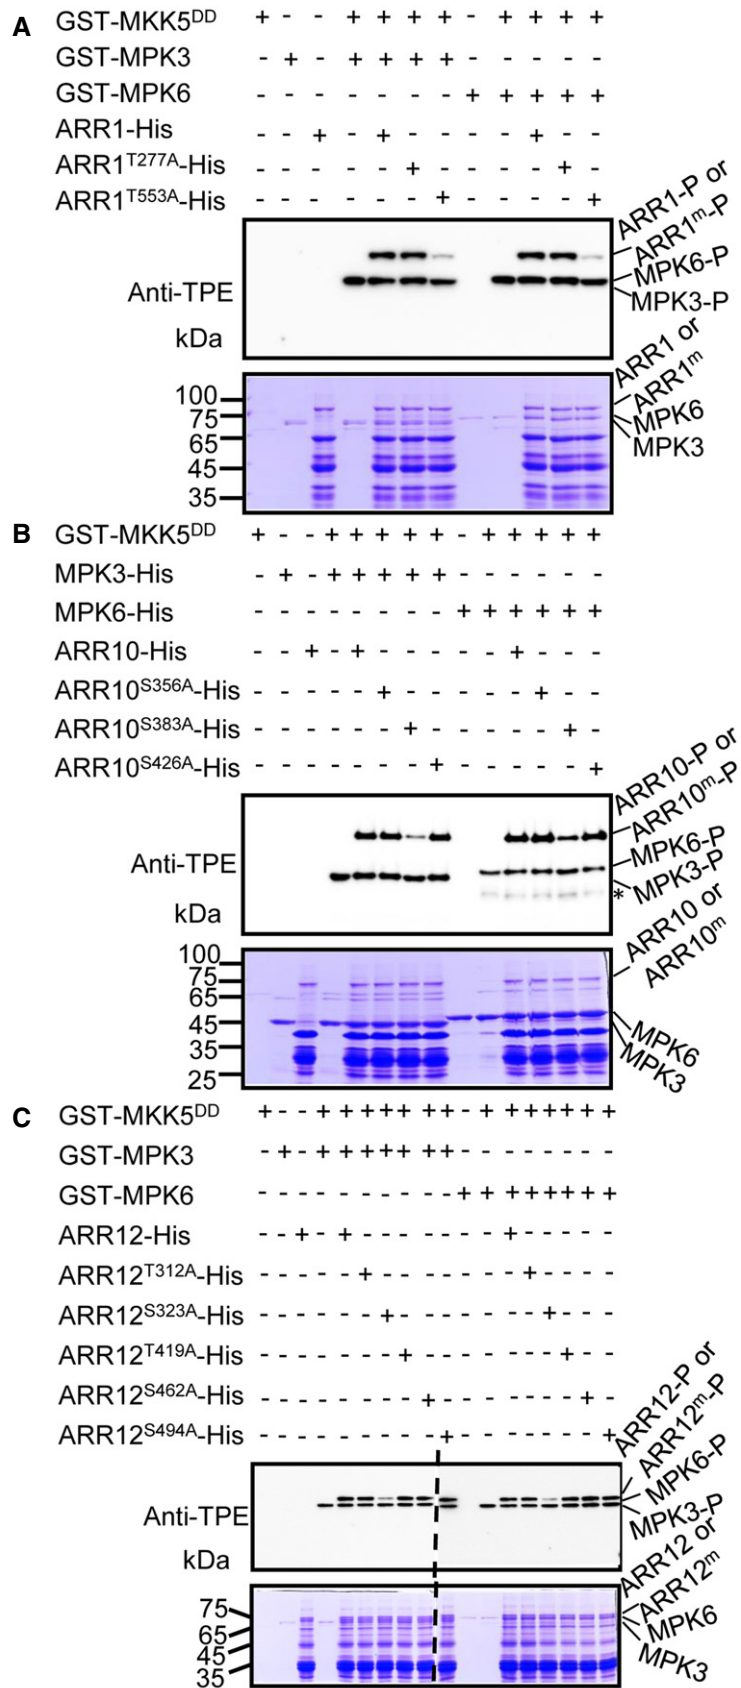 A
GST-MKK5DD + - - + + + + - + + + +
GST-MPK3 - + - + + + + - - - - -
GST-MPK6 - - - - - - - + + + + +
ARR1-His - - + - + - - - - + - -
ARR1T277A-His - - - - - + - - - - + -
ARR1T553A-His - - - - - - + - - - - +
ARR1-P or
ARR1m-P
MPK6-P
MPK3-P
Anti-TPE
kDa
ARR1 or
ARR1m
MPK6
MPK3
100
75
65
45
35
B
GST-MKK5DD + - - + + + + + - + + + + +
MPK3-His - + - + + + + + - - - - - -
MPK6-His - - - - - - - - + + + + + +
ARR10-His - - + - + - - - - - + - - -
ARR10S356A-His - - - - - + - - - - - + - -
ARR10S383A-His - - - - - - + - - - - - + -
ARR10S426A-His - - - - - - - + - - - - - +
ARR10-P or
ARR10m-P
MPK6-P
MPK3-P
*
Anti-TPE
kDa
ARR10 or
ARR10m
MPK6
MPK3
100
75
65
45
35
25
C
GST-MKK5DD + - - + + + + + + + - + + + + + + +
GST-MPK3 - + - + + + + + + + - - - - - - - -
GST-MPK6 - - - - - - - - - - + + + + + + + +
ARR12-His - - + - + - - - - - - - + - - - - -
ARR12T312A-His - - - - - + - - - - - - - + - - - -
ARR12S323A-His - - - - - - + - - - - - - - + - - -
ARR12T419A-His - - - - - - - + - - - - - - - + - -
ARR12S462A-His - - - - - - - - + - - - - - - - + -
ARR12S494A-His - - - - - - - - - + - - - - - - - +
ARR12-P or
ARR12m-P
MPK6-P
MPK3-P
Anti-TPE
kDa
ARR12 or
ARR12m
MPK6
MPK3
75
65
45
35